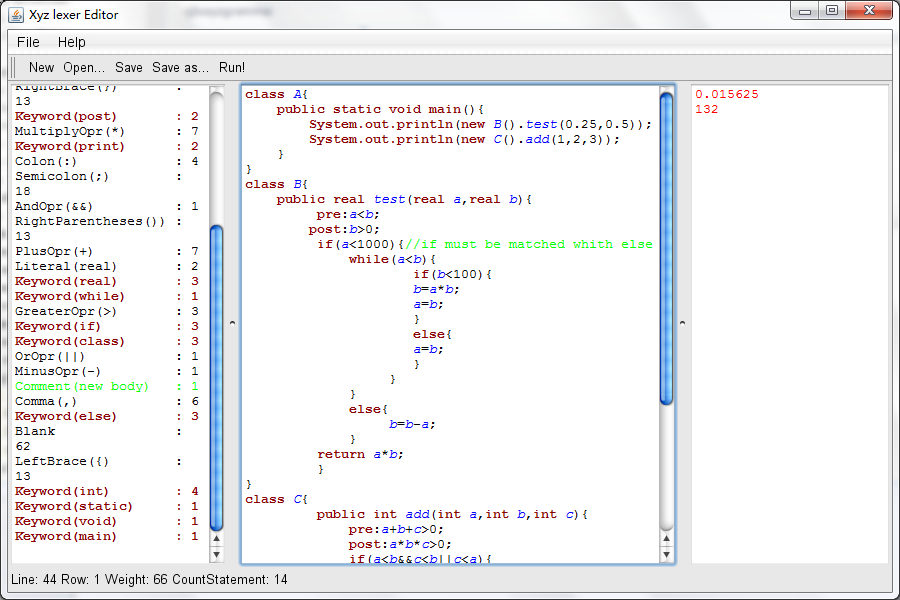 Xyz lexer Editor
File Help
New Open... Save Save as... Run!
RightBrace(}) :
13
Keyword(post) : 2
MultiplyOpr(*) : 7
Keyword(print) : 2
Colon(:) : 4
Semicolon(;) :
18
AndOpr(&&) : 1
RightParentheses()) :
13
PlusOpr(+) : 7
Literal(real) : 2
Keyword(real) : 3
Keyword(while) : 1
GreaterOpr(>) : 3
Keyword(if) : 3
Keyword(class) : 3
OrOpr(||) : 1
MinusOpr(-) : 1
Comment(new body) : 1
Comma(,) : 6
Keyword(else) : 3
Blank :
62
LeftBrace({) :
13
Keyword(int) : 4
Keyword(static) : 1
Keyword(void) : 1
Keyword(main) : 1
class A{
public static void main(){
System.out.println(new B().test(0.25,0.5));
System.out.println(new C().add(1,2,3));
}
}
class B{
public real test(real a,real b){
pre:a<b;
post:b>0;
if(a<1000){//if must be matched whith else
while(a<b){
if(b<100){
b=a*b;
a=b;
}
else{
a=b;
}
}
}
else{
b=b-a;
}
return a*b;
}
}
class C{
public int add(int a,int b,int c){
pre:a+b+c>0;
post:a*b*c>0;
if(a<b&&c<b||c<a){
0.015625
132
Line: 44 Row: 1 Weight: 66 CountStatement: 14